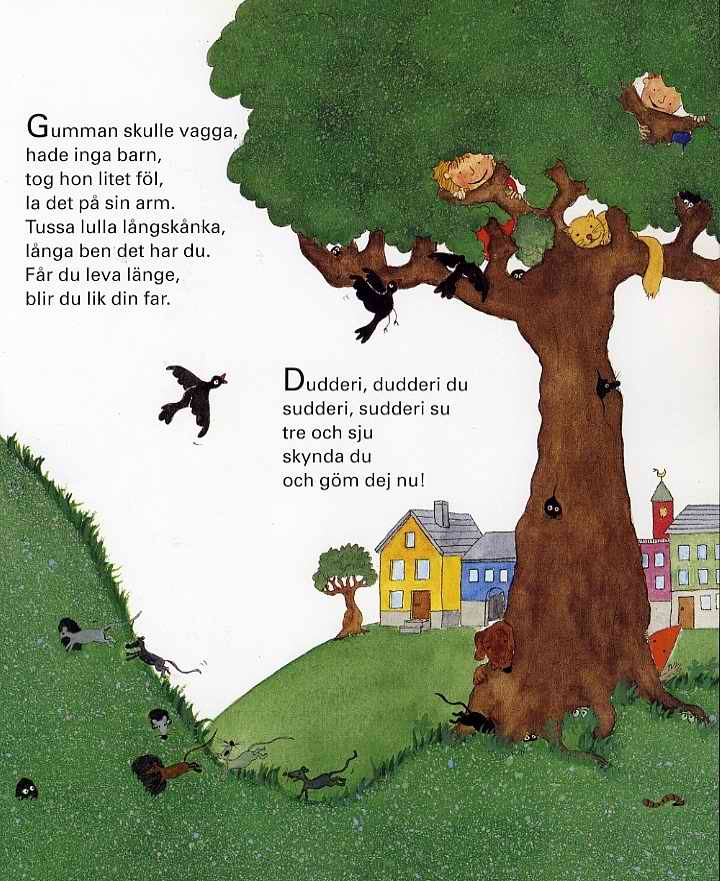 Gumman skulle vagga,
hade inga barn,
tog hon litet föl,
la det på sin arm.
Tussa lulla långskånka,
långa ben det har du.
Får du leva länge,
blir du lik din far.
Dudderi, dudderi du
sudderi, sudderi su
tre och sju
skynda du
och göm dej nu!